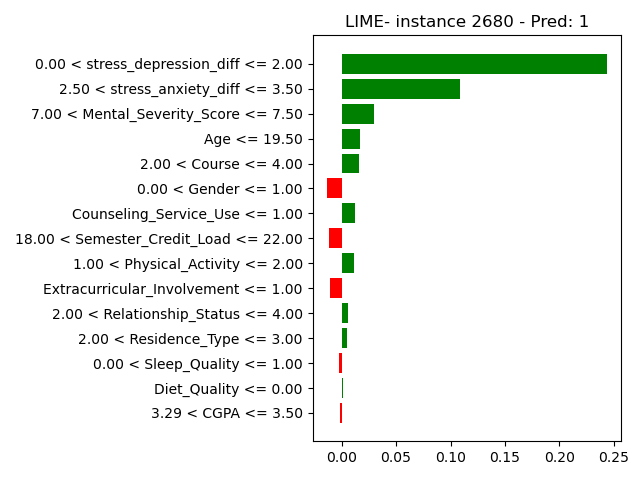 LIME- instance 2680 - Pred: 1
0.00 < stress_depression_diff <= 2.00
2.50 < stress_anxiety_diff <= 3.50
7.00 < Mental_Severity_Score <= 7.50
Age <= 19.50
2.00 < Course <= 4.00
0.00 < Gender <= 1.00
Counseling_Service_Use <= 1.00
18.00 < Semester_Credit_Load <= 22.00
1.00 < Physical_Activity <= 2.00
Extracurricular_Involvement <= 1.00
2.00 < Relationship_Status <= 4.00
2.00 < Residence_Type <= 3.00
0.00 < Sleep_Quality <= 1.00
Diet_Quality <= 0.00
3.29 < CGPA <= 3.50
0.00 0.05 0.10 0.15 0.20 0.25